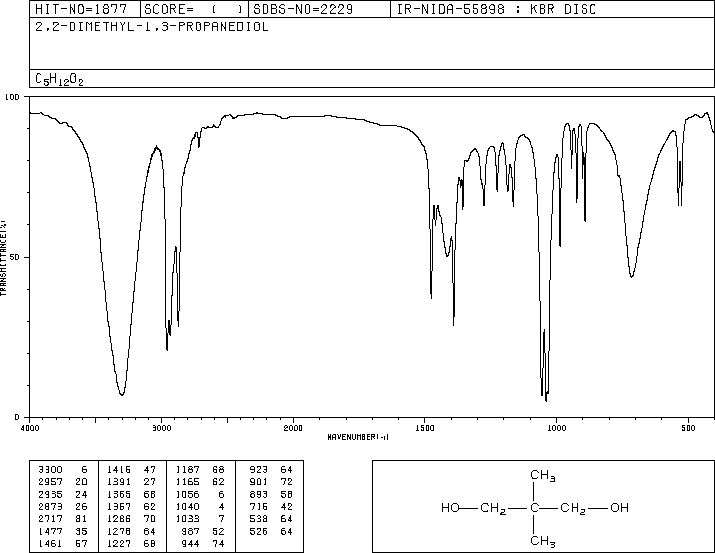 HIT-NO=1877 SCORE= ( ) SDBS-NO=2229 IR-NIDA-55898 : KBR DISC
2,2-DIMETHYL-1,3-PROPANEDIOL
C5H12O2
100
50
0
TRANSMITTANCE(%)
4000 3000 2000 1500 1000 500
WAVENUMBER(-1)
3300 6 1416 47 1187 68 923 64
2957 20 1391 27 1165 62 901 72
2935 24 1365 68 1056 6 893 58
2873 26 1357 62 1040 4 716 42
2717 81 1286 70 1033 7 538 64
1477 35 1278 64 987 52 526 64
1461 57 1227 68 944 74
CH3
HO CH2 C CH2 OH
CH3